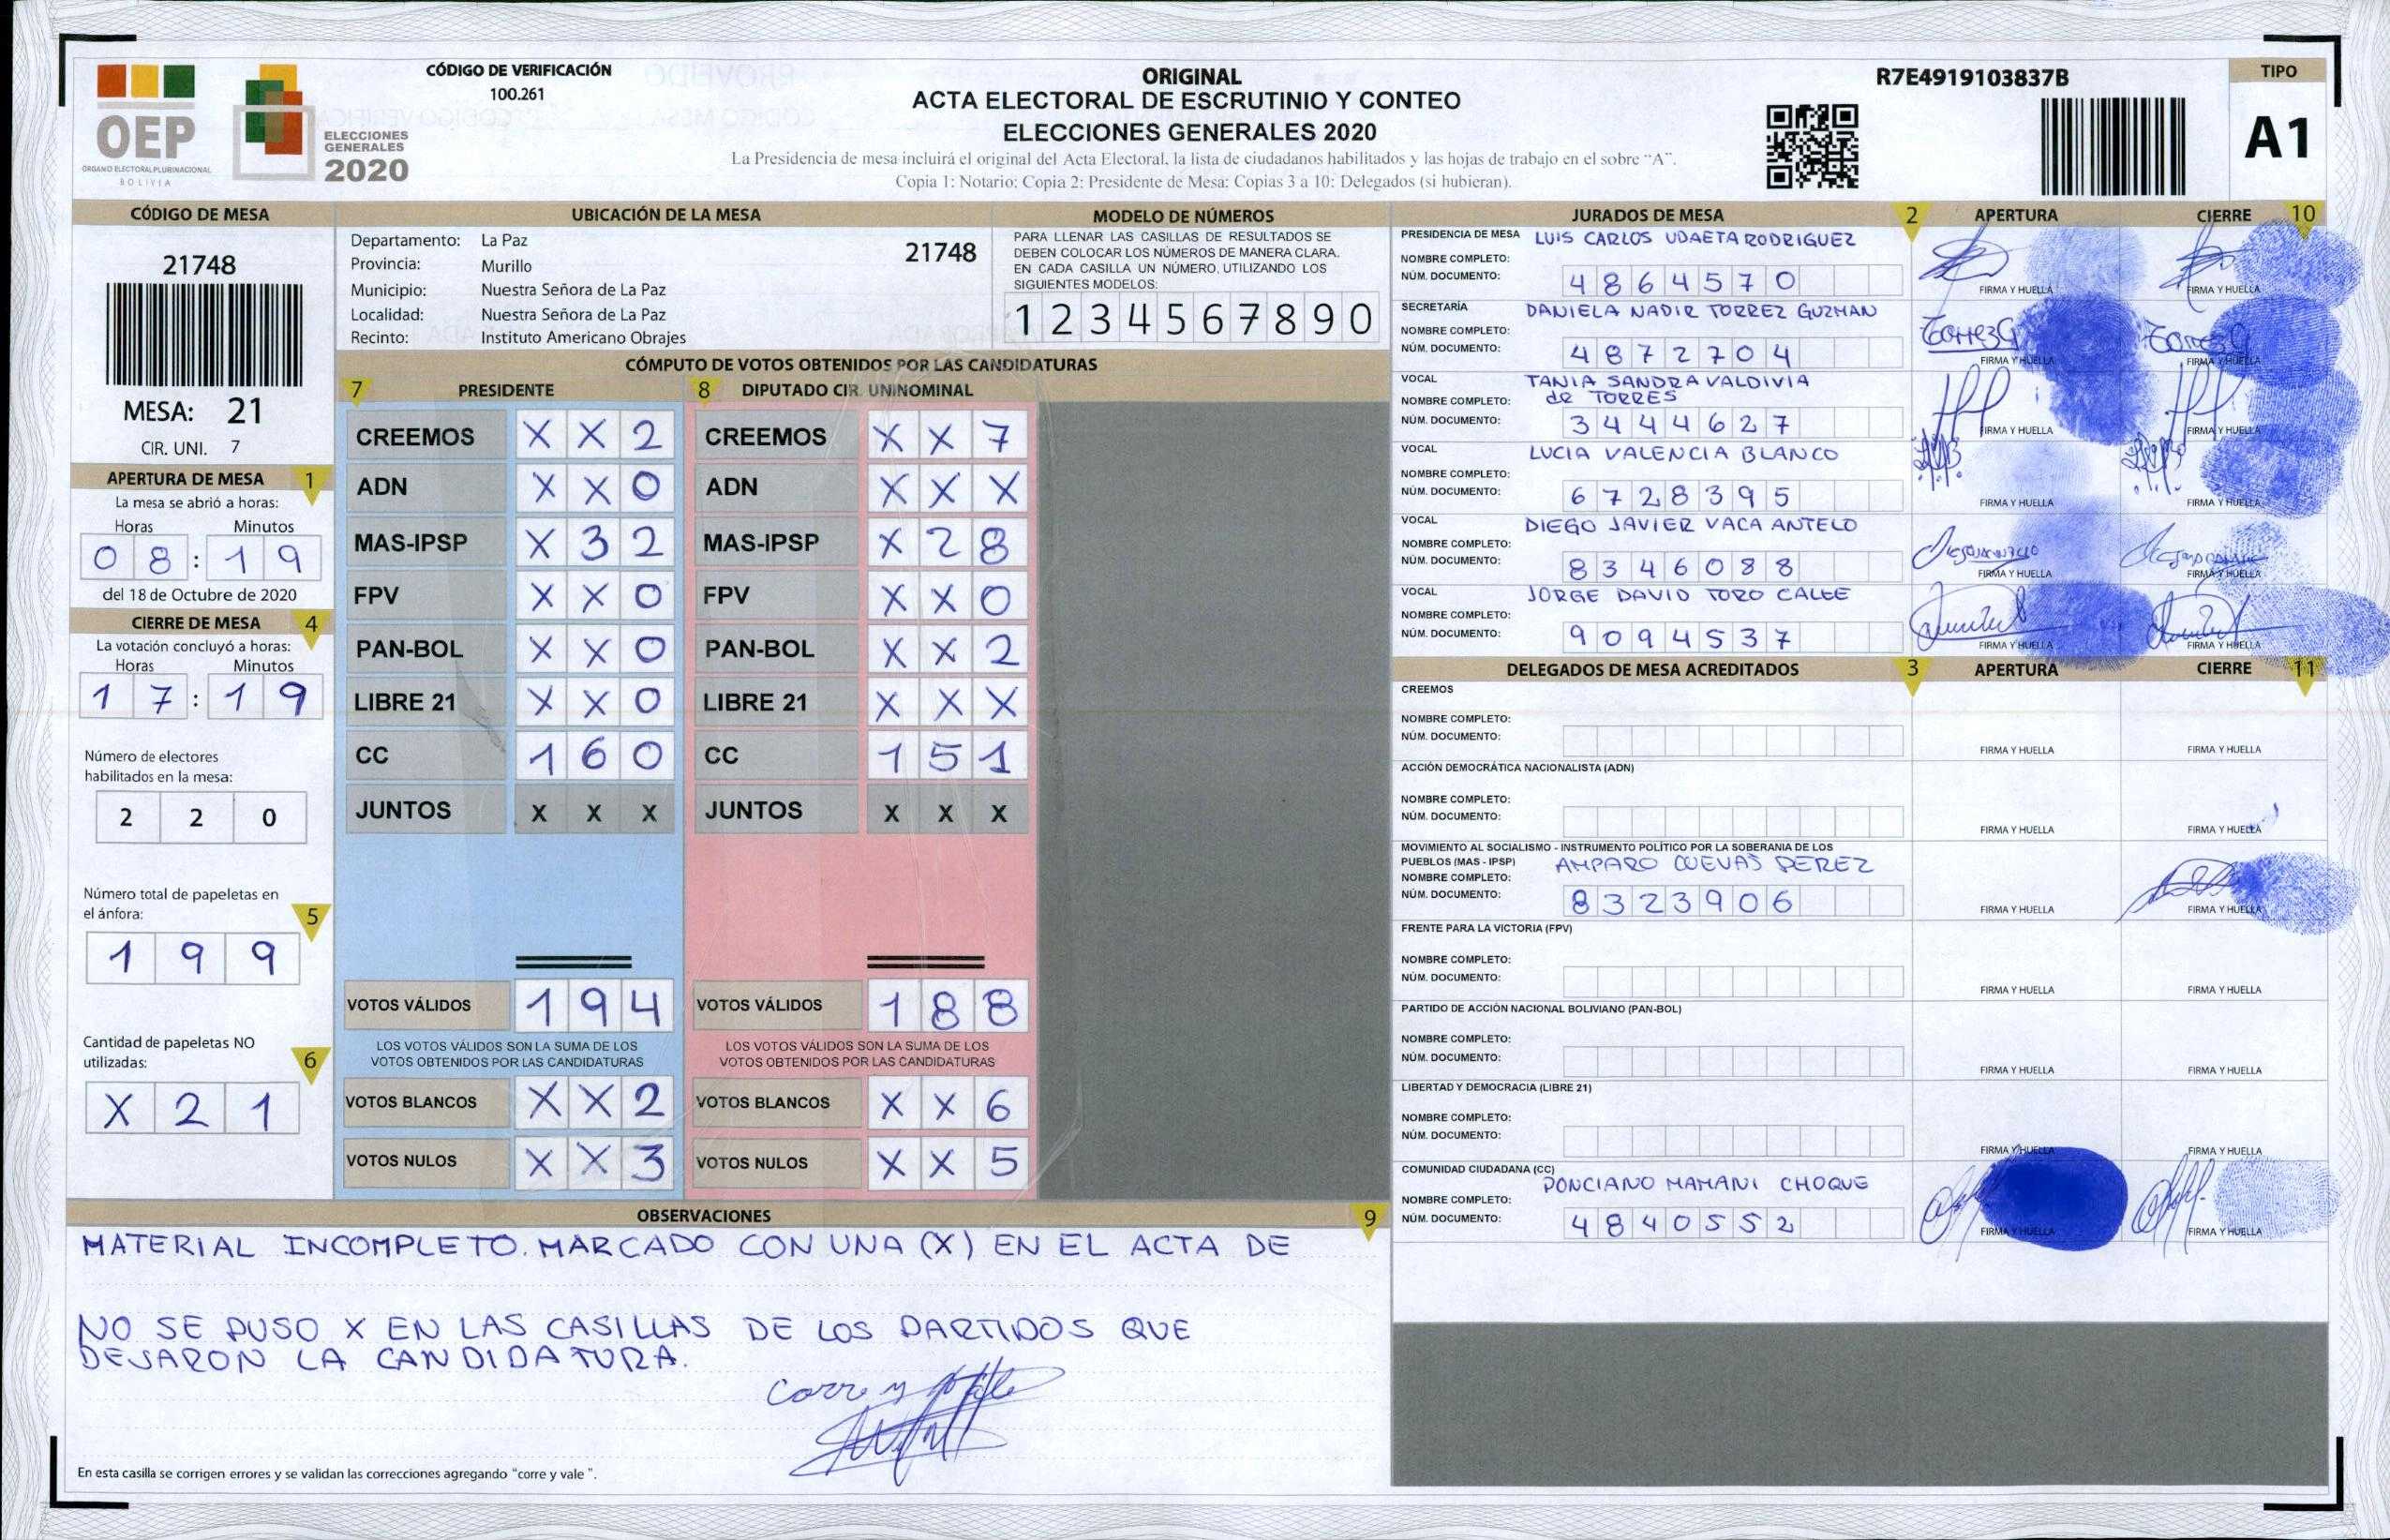 OEP
ÓRGANO ELECTORAL PLURINACIONAL
BOLIVIA
ELECCIONES
GENERALES
2020
CÓDIGO DE VERIFICACIÓN
100.261
ORIGINAL
ACTA ELECTORAL DE ESCRUTINIO Y CONTEO
ELECCIONES GENERALES 2020
La Presidencia de mesa incluirá el original del Acta Electoral, la lista de ciudadanos habilitados y las hojas de trabajo en el sobre "A".
Copia 1: Notario: Copia 2: Presidente de Mesa: Copias 3 a 10: Delegados (si hubieran).
R7E4919103837B
TIPO
A1
CÓDIGO DE MESA
21748
MESA: 21
CIR. UNI. 7
APERTURA DE MESA 1
La mesa se abrió a horas:
Horas Minutos
08:19
del 18 de Octubre de 2020
CIERRE DE MESA 4
La votación concluyó a horas:
Horas Minutos
17:19
Número de electores
habilitados en la mesa:
2 2 0
Número total de papeletas en
el ánfora: 5
1 9 9
Cantidad de papeletas NO
utilizadas: 6
X 2 1
UBICACIÓN DE LA MESA
Departamento: La Paz 21748
Provincia: Murillo
Municipio: Nuestra Señora de La Paz
Localidad: Nuestra Señora de La Paz
Recinto: Instituto Americano Obrajes
MODELO DE NÚMEROS
PARA LLENAR LAS CASILLAS DE RESULTADOS SE
DEBEN COLOCAR LOS NÚMEROS DE MANERA CLARA.
EN CADA CASILLA UN NÚMERO, UTILIZANDO LOS
SIGUIENTES MODELOS:
1 2 3 4 5 6 7 8 9 0
CÓMPUTO DE VOTOS OBTENIDOS POR LAS CANDIDATURAS
7 PRESIDENTE 8 DIPUTADO CIR. UNINOMINAL
CREEMOS X X 2 CREEMOS X X 7
ADN X X 0 ADN X X X
MAS-IPSP X 3 2 MAS-IPSP X 2 8
FPV X X 0 FPV X X 0
PAN-BOL X X 0 PAN-BOL X X 2
LIBRE 21 X X 0 LIBRE 21 X X X
CC 1 6 0 CC 1 5 1
JUNTOS X X X JUNTOS X X X
VOTOS VÁLIDOS 1 9 4 VOTOS VÁLIDOS 1 8 8
LOS VOTOS VÁLIDOS SON LA SUMA DE LOS LOS VOTOS VÁLIDOS SON LA SUMA DE LOS
VOTOS OBTENIDOS POR LAS CANDIDATURAS VOTOS OBTENIDOS POR LAS CANDIDATURAS
VOTOS BLANCOS X X 2 VOTOS BLANCOS X X 6
VOTOS NULOS X X 3 VOTOS NULOS X X 5
OBSERVACIONES 9
MATERIAL INCOMPLETO. MARCADO CON UNA (X) EN EL ACTA DE
NO SE PUSO X EN LAS CASILLAS DE LOS PARTIDOS QUE
DEJARON LA CANDIDATURA.
Corre y vale
En esta casilla se corrigen errores y se validan las correcciones agregando "corre y vale ".
JURADOS DE MESA 2 APERTURA CIERRE 10
PRESIDENCIA DE MESA LUIS CARLOS UDAETA RODRIGUEZ
NOMBRE COMPLETO:
NÚM. DOCUMENTO: 4864570 FIRMA Y HUELLA FIRMA Y HUELLA
SECRETARÍA DANIELA NADIR TORREZ GUZMAN
NOMBRE COMPLETO:
NÚM. DOCUMENTO: 4872704 FIRMA Y HUELLA FIRMA Y HUELLA
VOCAL TANIA SANDRA VALDIVIA
NOMBRE COMPLETO: de TORRES
NÚM. DOCUMENTO: 3444627 FIRMA Y HUELLA FIRMA Y HUELLA
VOCAL LUCIA VALENCIA BLANCO
NOMBRE COMPLETO:
NÚM. DOCUMENTO: 6728395 FIRMA Y HUELLA FIRMA Y HUELLA
VOCAL DIEGO JAVIER VACA ANTELO
NOMBRE COMPLETO:
NÚM. DOCUMENTO: 8346088 FIRMA Y HUELLA FIRMA Y HUELLA
VOCAL JORGE DAVID TORO CALLE
NOMBRE COMPLETO:
NÚM. DOCUMENTO: 9094537 FIRMA Y HUELLA FIRMA Y HUELLA
DELEGADOS DE MESA ACREDITADOS 3 APERTURA CIERRE 11
CREEMOS
NOMBRE COMPLETO:
NÚM. DOCUMENTO: FIRMA Y HUELLA FIRMA Y HUELLA
ACCIÓN DEMOCRÁTICA NACIONALISTA (ADN)
NOMBRE COMPLETO:
NÚM. DOCUMENTO: FIRMA Y HUELLA FIRMA Y HUELLA
MOVIMIENTO AL SOCIALISMO - INSTRUMENTO POLÍTICO POR LA SOBERANIA DE LOS
PUEBLOS (MAS - IPSP) AMPARO CUEVAS PEREZ
NOMBRE COMPLETO:
NÚM. DOCUMENTO: 8323906 FIRMA Y HUELLA FIRMA Y HUELLA
FRENTE PARA LA VICTORIA (FPV)
NOMBRE COMPLETO:
NÚM. DOCUMENTO: FIRMA Y HUELLA FIRMA Y HUELLA
PARTIDO DE ACCIÓN NACIONAL BOLIVIANO (PAN-BOL)
NOMBRE COMPLETO:
NÚM. DOCUMENTO: FIRMA Y HUELLA FIRMA Y HUELLA
LIBERTAD Y DEMOCRACIA (LIBRE 21)
NOMBRE COMPLETO:
NÚM. DOCUMENTO: FIRMA Y HUELLA FIRMA Y HUELLA
COMUNIDAD CIUDADANA (CC) PONCIANO MAMANI CHOQUE
NOMBRE COMPLETO:
NÚM. DOCUMENTO: 4840552 FIRMA Y HUELLA FIRMA Y HUELLA